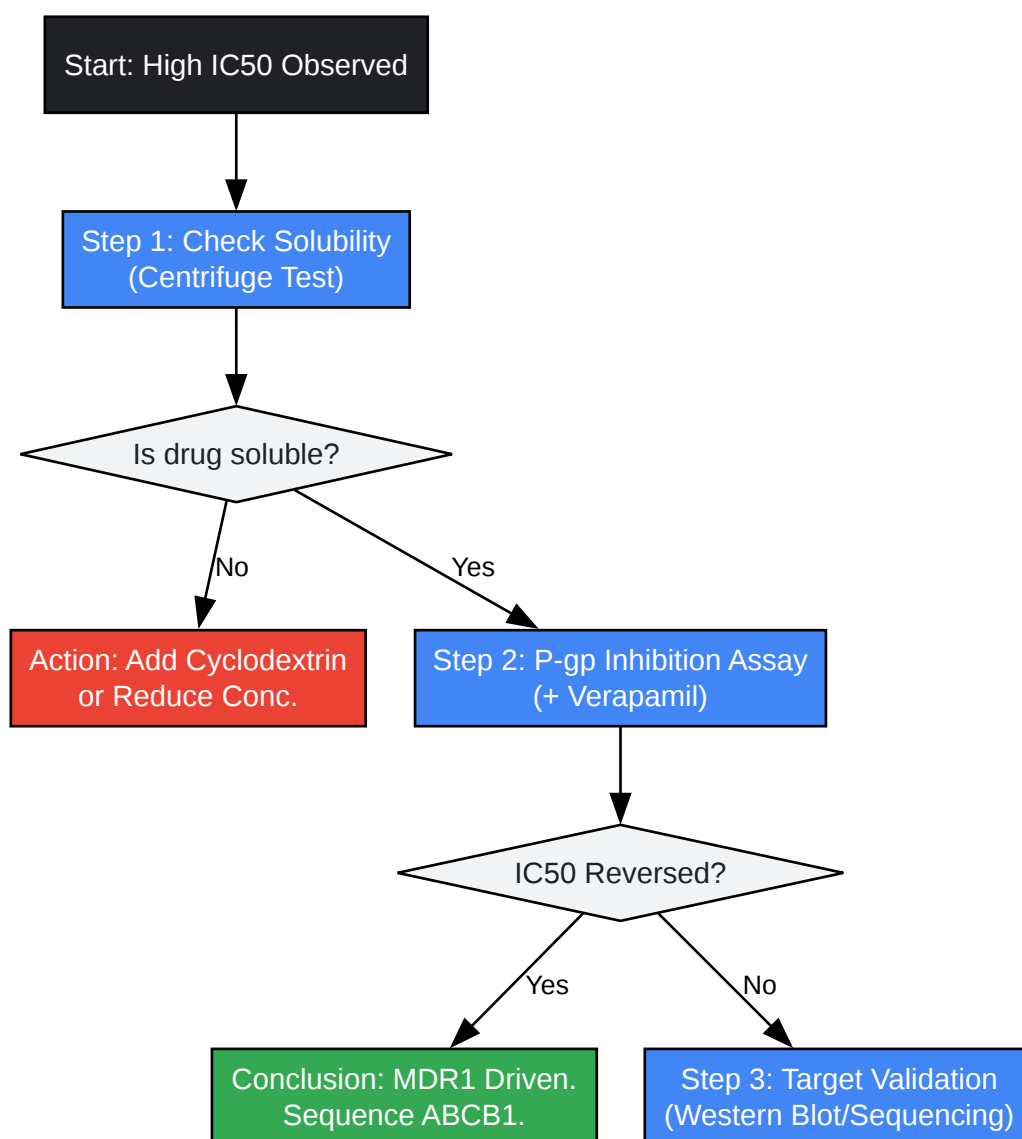 Start: High IC50 Observed
Step 1: Check Solubility
(Centrifuge Test)
Is drug soluble?
No
Yes
Action: Add Cyclodextrin
or Reduce Conc.
Step 2: P-gp Inhibition Assay
(+ Verapamil)
IC50 Reversed?
Yes
No
Conclusion: MDR1 Driven.
Sequence ABCB1.
Step 3: Target Validation
(Western Blot/Sequencing)